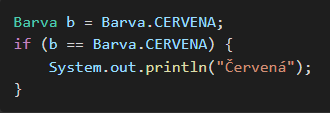 Barva b = Barva.CERVENA;
if (b == Barva.CERVENA) {
    System.out.println("Červená");
}